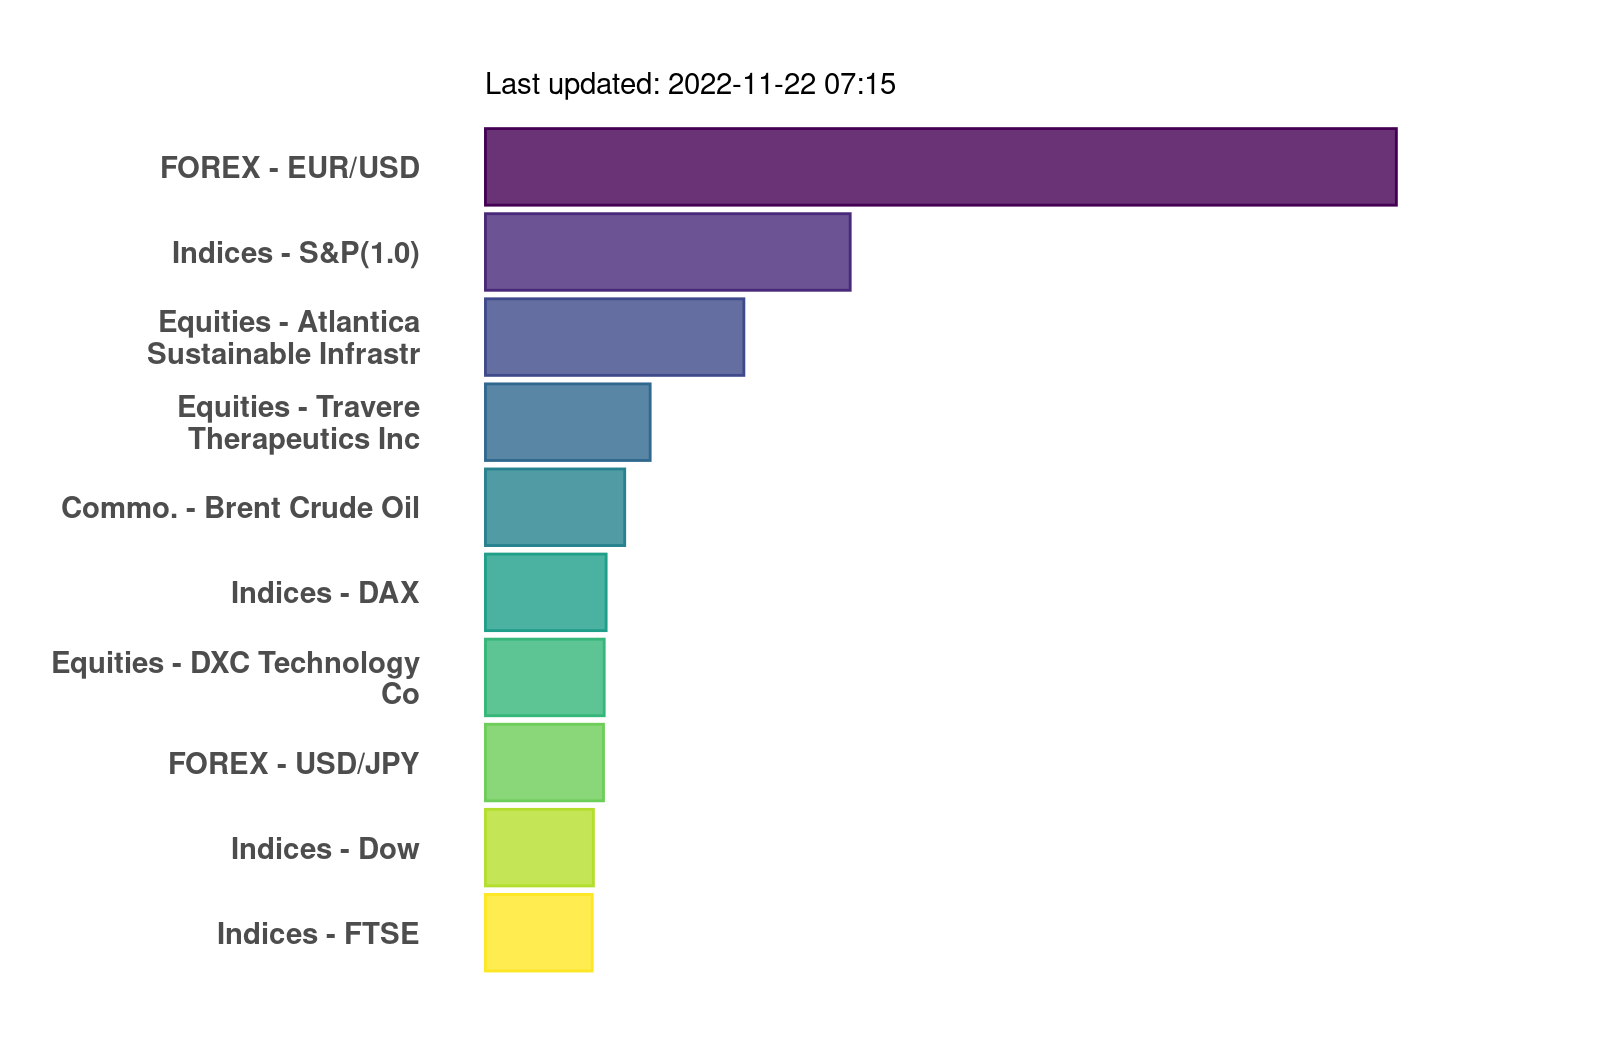 Last updated: 2022-11-22 07:15
FOREX - EUR/USD
Indices - S&P(1.0)
Equities - Atlantica
Sustainable Infrastr
Equities - Travere
Therapeutics Inc
Commo. - Brent Crude Oil
Indices - DAX
Equities - DXC Technology
Co
FOREX - USD/JPY
Indices - Dow
Indices - FTSE